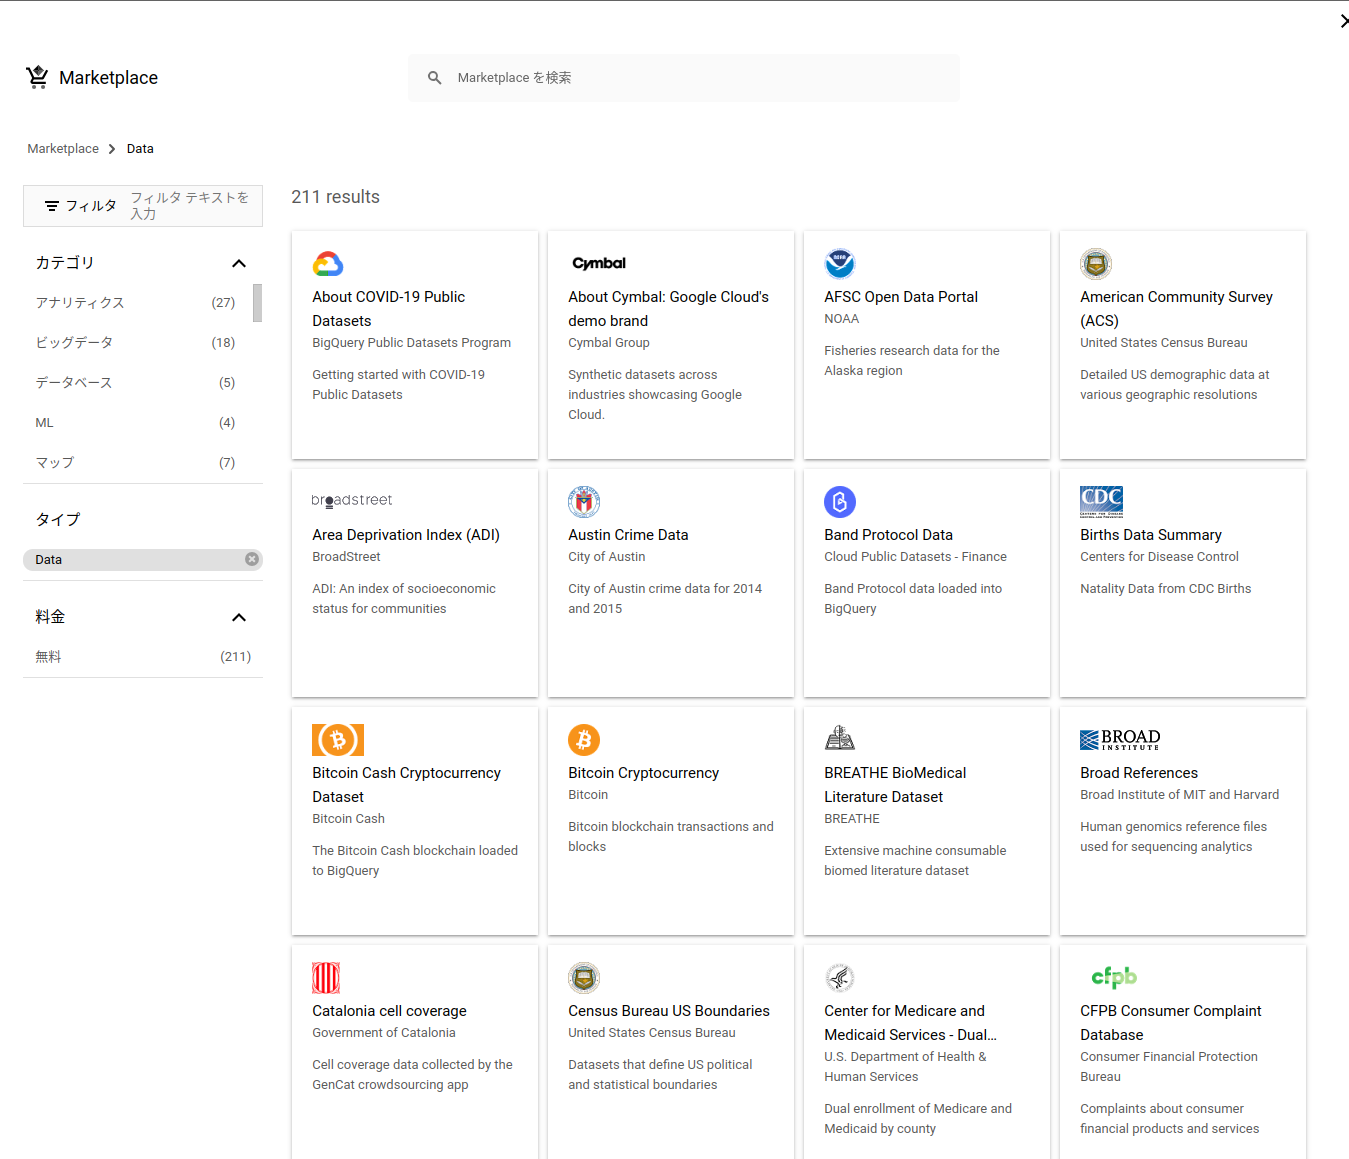 Marketplace
Marketplace を検索
Marketplace
Data
フィルタ
フィルタ テキストを
入力
カテゴリ
アナリティクス (27)
ビッグデータ (18)
データベース (5)
ML (4)
マップ (7)
タイプ
Data
料金
無料 (211)
211 results
About COVID-19 Public
Datasets
BigQuery Public Datasets Program
Getting started with COVID-19
Public Datasets
Cymbal
About Cymbal: Google Cloud's
demo brand
Cymbal Group
Synthetic datasets across
industries showcasing Google
Cloud.
NOAA
AFSC Open Data Portal
NOAA
Fisheries research data for the
Alaska region
American Community Survey
(ACS)
United States Census Bureau
Detailed US demographic data at
various geographic resolutions
broadstreet
Area Deprivation Index (ADI)
BroadStreet
ADI: An index of socioeconomic
status for communities
Austin Crime Data
City of Austin
City of Austin crime data for 2014
and 2015
Band Protocol Data
Cloud Public Datasets - Finance
Band Protocol data loaded into
BigQuery
CDC
Births Data Summary
Centers for Disease Control
Natality Data from CDC Births
Bitcoin Cash Cryptocurrency
Dataset
Bitcoin Cash
The Bitcoin Cash blockchain loaded
to BigQuery
Bitcoin Cryptocurrency
Bitcoin
Bitcoin blockchain transactions and
blocks
BREATHE BioMedical
Literature Dataset
BREATHE
Extensive machine consumable
biomed literature dataset
BROAD
INSTITUTE
Broad References
Broad Institute of MIT and Harvard
Human genomics reference files
used for sequencing analytics
Catalonia cell coverage
Government of Catalonia
Cell coverage data collected by the
GenCat crowdsourcing app
Census Bureau US Boundaries
United States Census Bureau
Datasets that define US political
and statistical boundaries
Center for Medicare and
Medicaid Services - Dual…
U.S. Department of Health &
Human Services
Dual enrollment of Medicare and
Medicaid by county
cfpb
CFPB Consumer Complaint
Database
Consumer Financial Protection
Bureau
Complaints about consumer
financial products and services